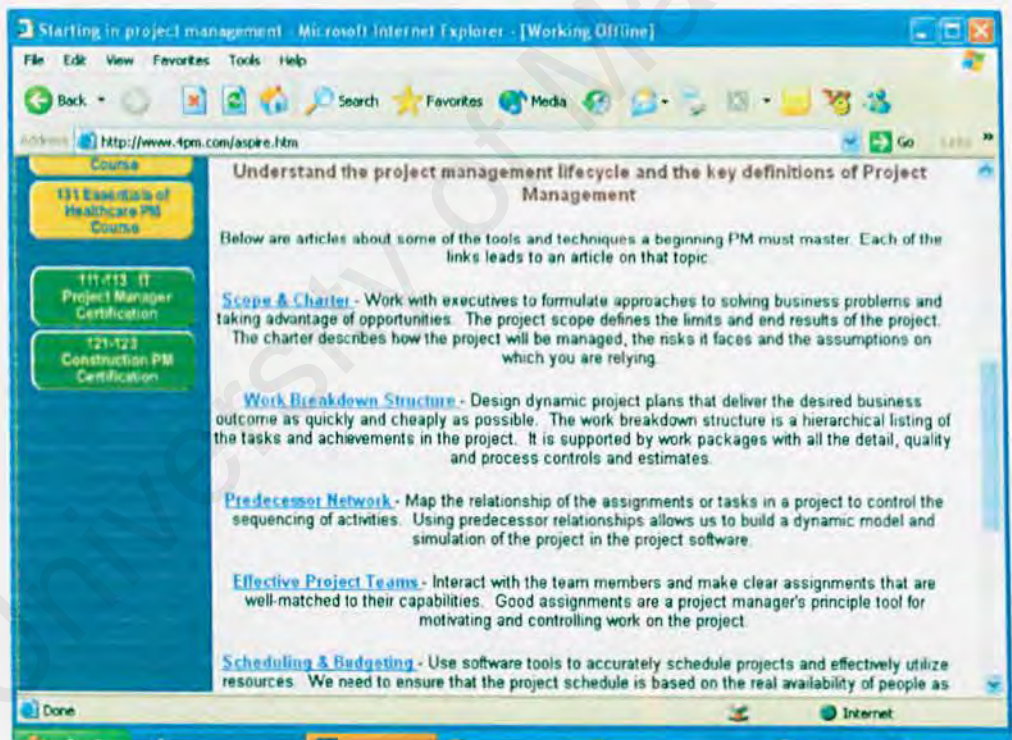 Starting in project management - Microsoft Internet Explorer - [Working Offline]
File Edit View Favorites Tools Help
Back Search Favorites Media
Address http://www.4pm.com/aspire.htm Go Links »
Course
131 Essentials of
Healthcare PM
Course
111-113 IT
Project Manager
Certification
121-123
Construction PM
Certification
Understand the project management lifecycle and the key definitions of Project
Management
Below are articles about some of the tools and techniques a beginning PM must master. Each of the
links leads to an article on that topic.
Scope & Charter - Work with executives to formulate approaches to solving business problems and
taking advantage of opportunities. The project scope defines the limits and end results of the project.
The charter describes how the project will be managed, the risks it faces and the assumptions on
which you are relying.
Work Breakdown Structure - Design dynamic project plans that deliver the desired business
outcome as quickly and cheaply as possible. The work breakdown structure is a hierarchical listing of
the tasks and achievements in the project. It is supported by work packages with all the detail, quality
and process controls and estimates.
Predecessor Network - Map the relationship of the assignments or tasks in a project to control the
sequencing of activities. Using predecessor relationships allows us to build a dynamic model and
simulation of the project in the project software.
Effective Project Teams - Interact with the team members and make clear assignments that are
well-matched to their capabilities. Good assignments are a project manager's principle tool for
motivating and controlling work on the project.
Scheduling & Budgeting - Use software tools to accurately schedule projects and effectively utilize
resources. We need to ensure that the project schedule is based on the real availability of people as
Done Internet
University of Ma